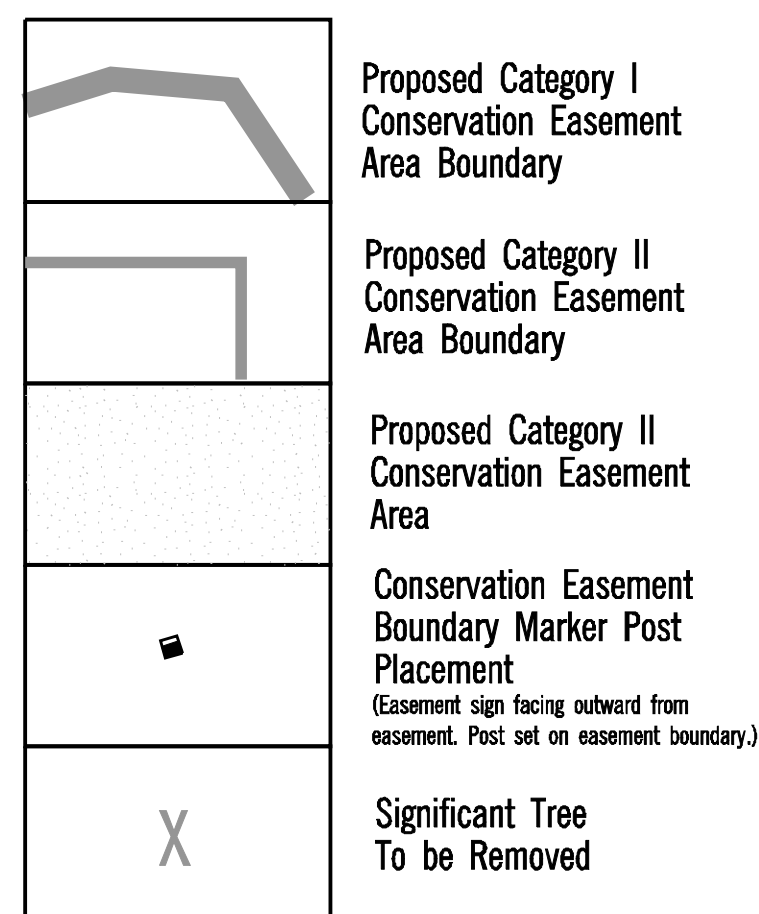 Proposed Category I
Conservation Easement
Area Boundary
Proposed Category II
Conservation Easement
Area Boundary
Proposed Category II
Conservation Easement
Area
Conservation Easement
Boundary Marker Post
Placement
(Easement sign facing outward from
easement. Post set on easement boundary.)
X
Significant Tree
To be Removed